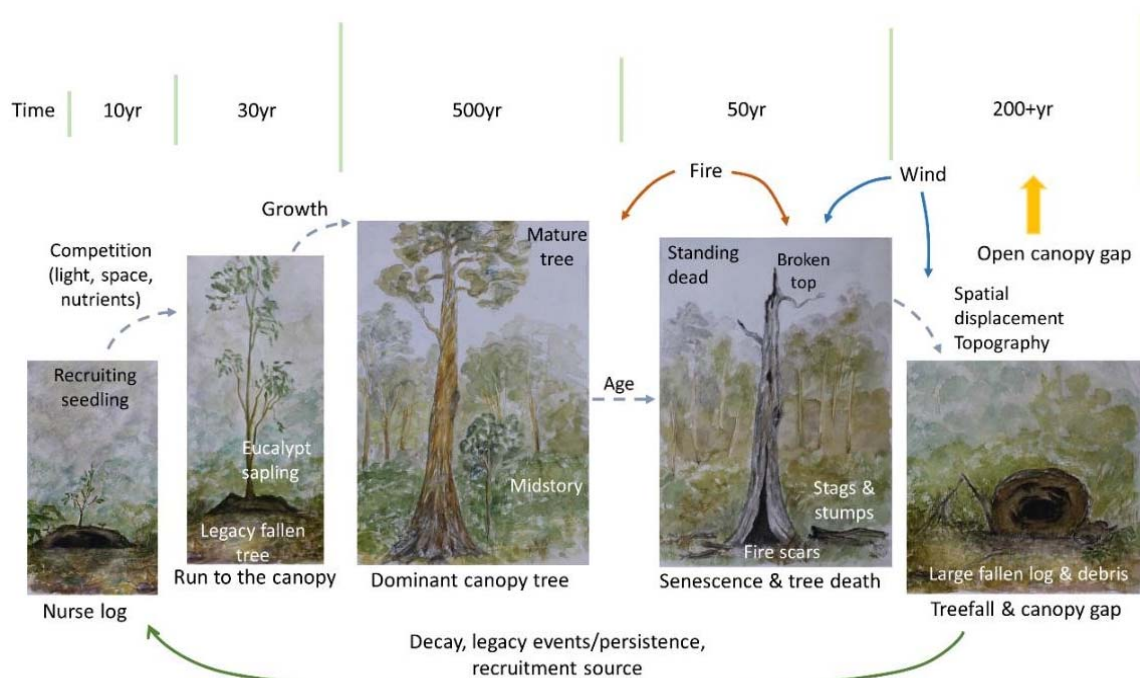 Time
10yr
30yr
500yr
50yr
200+yr
Fire
Wind
Growth
Open canopy gap
Competition
(light, space,
nutrients)
Mature
tree
Standing
dead
Broken
top
Spatial
displacement
Topography
Recruiting
seedling
Age
Eucalypt
sapling
Midstory
Stags &
stumps
Legacy fallen
tree
Fire scars
Large fallen log & debris
Nurse log
Run to the canopy
Dominant canopy tree
Senescence & tree death
Treefall & canopy gap
Decay, legacy events/persistence,
recruitment source